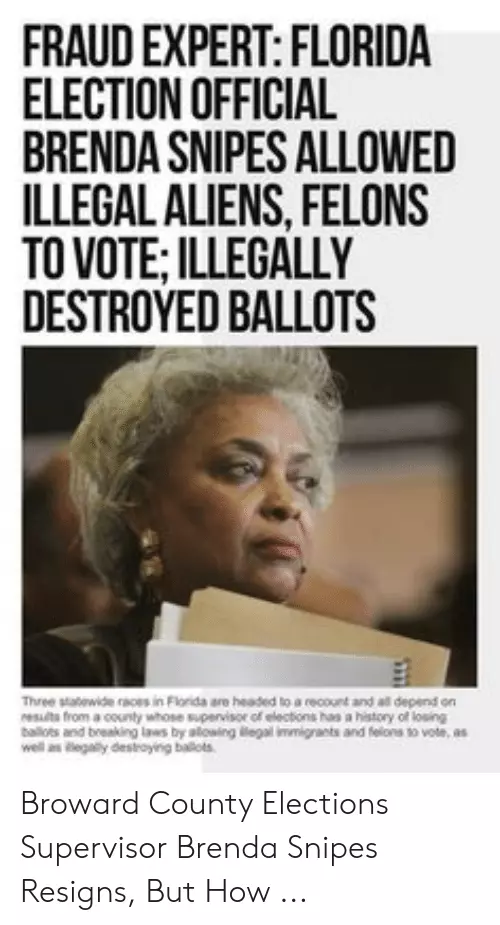 FRAUD EXPERT: FLORIDA
ELECTION OFFICIAL
BRENDA SNIPES ALLOWED
ILLEGAL ALIENS, FELONS
TO VOTE; ILLEGALLY
DESTROYED BALLOTS
Three statewide races in Florida are headed to a recount and all depend on
results from a county whose supervisor of elections has a history of losing
ballots and breaking laws by allowing illegal immigrants and felons to vote, as
well as illegally destroying ballots.
Broward County Elections
Supervisor Brenda Snipes
Resigns, But How ...